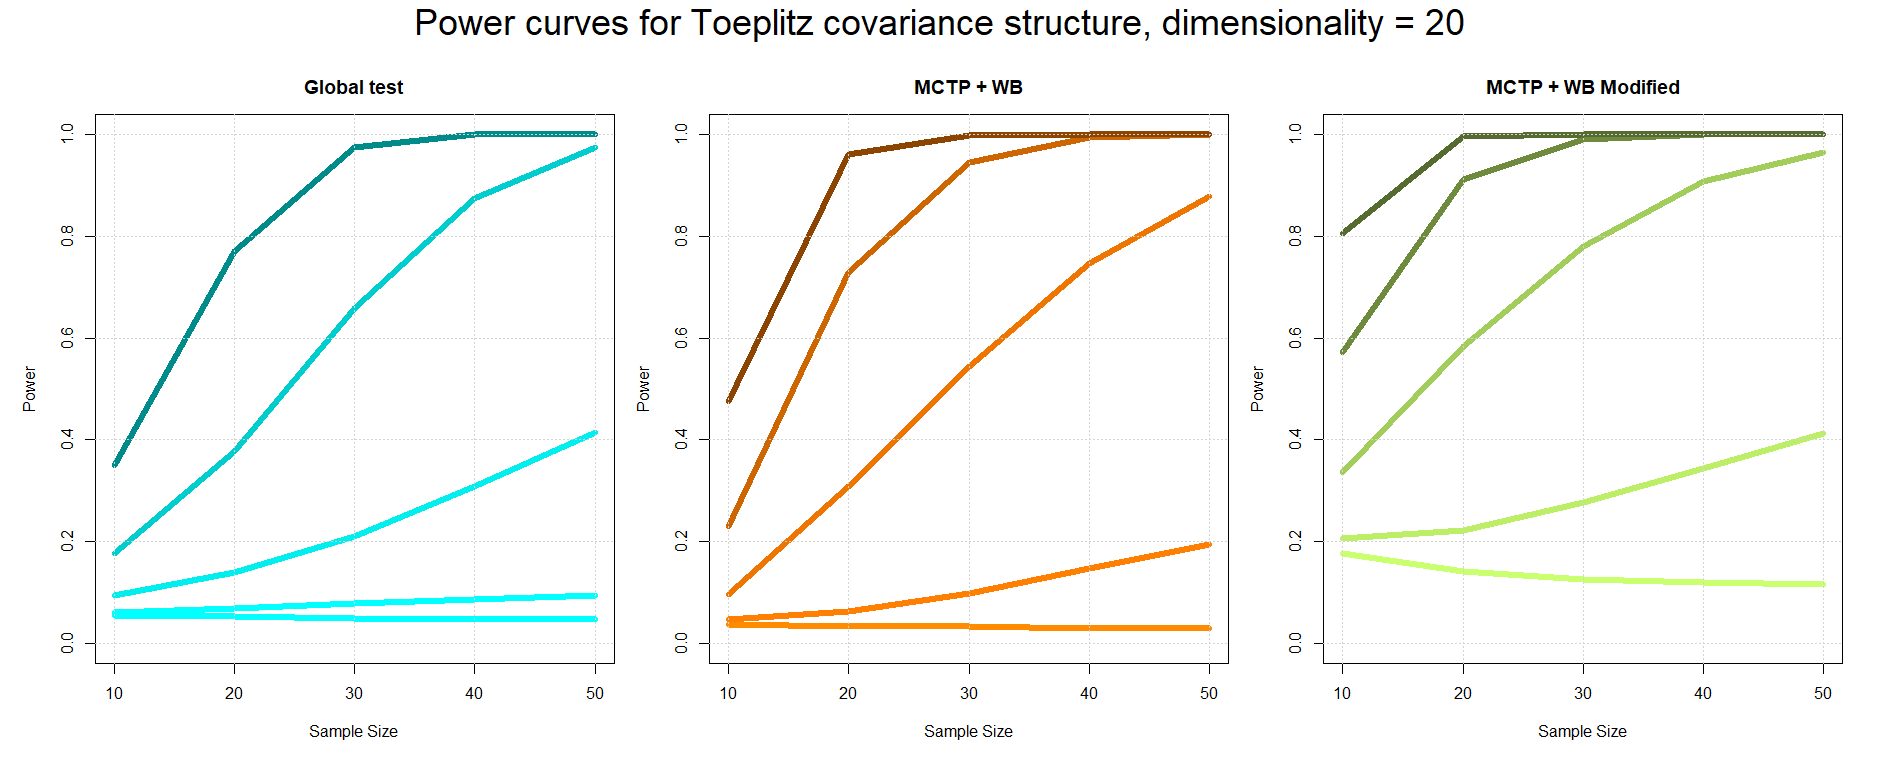 Power curves for Toeplitz covariance structure, dimensionality = 20
Global test
1.0
0.8
0.6
0.4
0.2
0.0
Power
10 20 30 40 50
Sample Size
MCTP + WB
1.0
0.8
0.6
0.4
0.2
0.0
Power
10 20 30 40 50
Sample Size
MCTP + WB Modified
1.0
0.8
0.6
0.4
0.2
0.0
Power
10 20 30 40 50
Sample Size